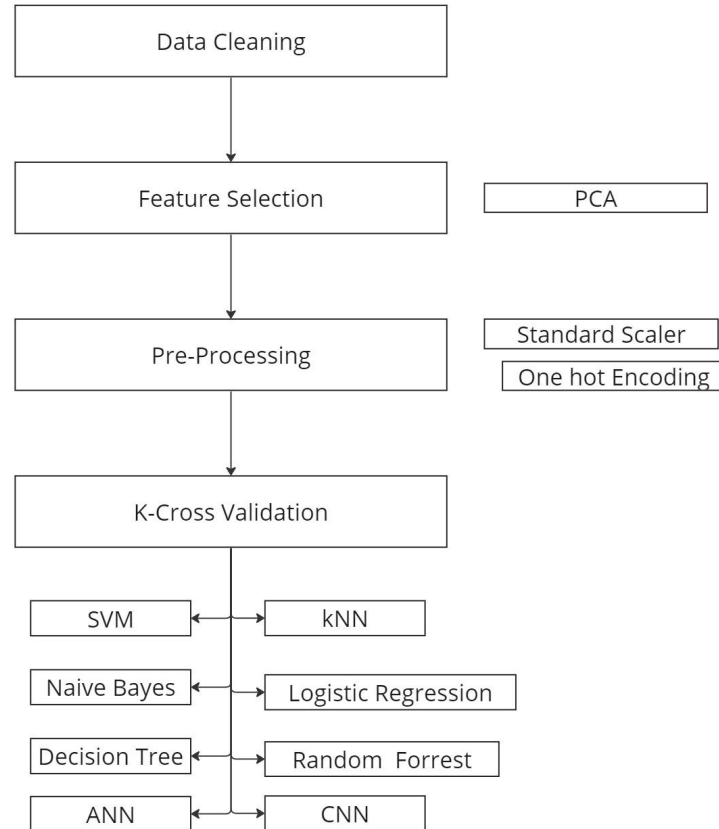 Data Cleaning
Feature Selection
PCA
Pre-Processing
Standard Scaler
One hot Encoding
K-Cross Validation
SVM
kNN
Naive Bayes
Logistic Regression
Decision Tree
Random Forrest
ANN
CNN